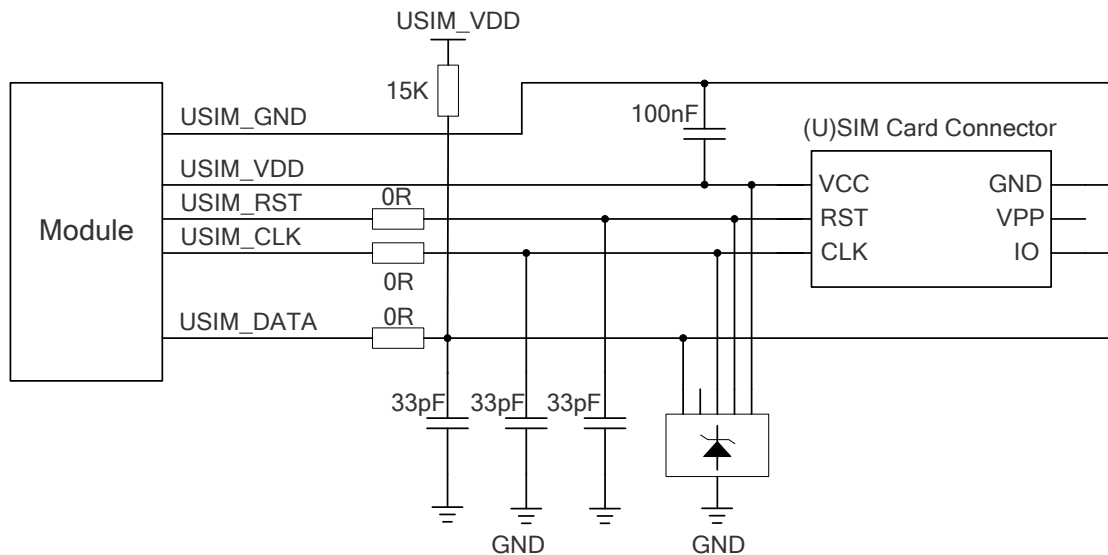 USIM_VDD
15K
USIM_GND
100nF
(U)SIM Card Connector
USIM_VDD
VCC
GND
0R
USIM_RST
RST
VPP
Module
USIM_CLK
CLK
IO
0R
0R
USIM_DATA
33pF 33pF 33pF
GND
GND